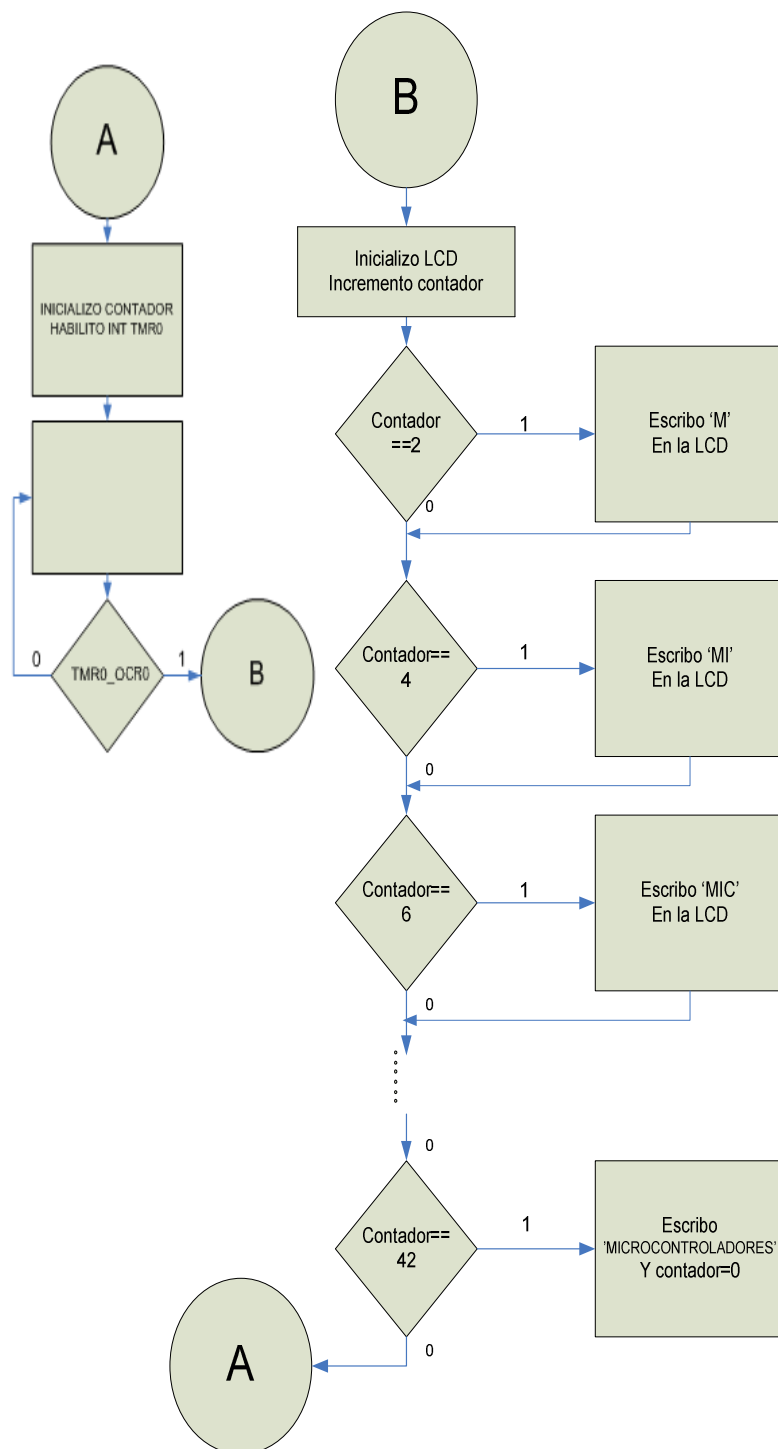 A
INICIALIZO CONTADOR
HABILITO INT TMR0
TMR0_OCR0
0
1
B
B
Inicializo LCD
Incremento contador
Contador
==2
1
Escribo ‘M’
En la LCD
0
Contador==
4
1
Escribo ‘MI’
En la LCD
0
Contador==
6
1
Escribo ‘MIC’
En la LCD
0
0
Contador==
42
1
Escribo
’MICROCONTROLADORES’
Y contador=0
0
A